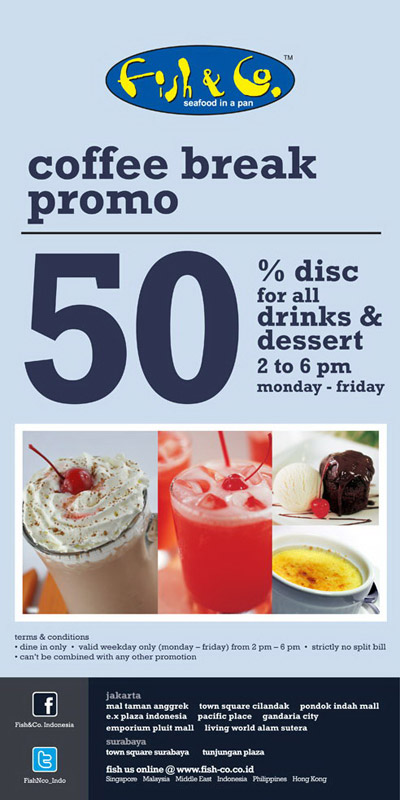 Fish & Co. TM
seafood in a pan
coffee break
promo
50
% disc
for all
drinks &
dessert
2 to 6 pm
monday - friday
terms & conditions
• dine in only • valid weekday only (monday – friday) from 2 pm – 6 pm • strictly no split bill
• can't be combined with any other promotion
f
Fish&Co. Indonesia
t
FishNco_Indo
jakarta
mal taman anggrek town square cilandak pondok indah mall
e.x plaza indonesia pacific place gandaria city
emporium pluit mall living world alam sutera
surabaya
town square surabaya tunjungan plaza
fish us online @ www.fish-co.co.id
Singapore Malaysia Middle East Indonesia Philippines Hong Kong